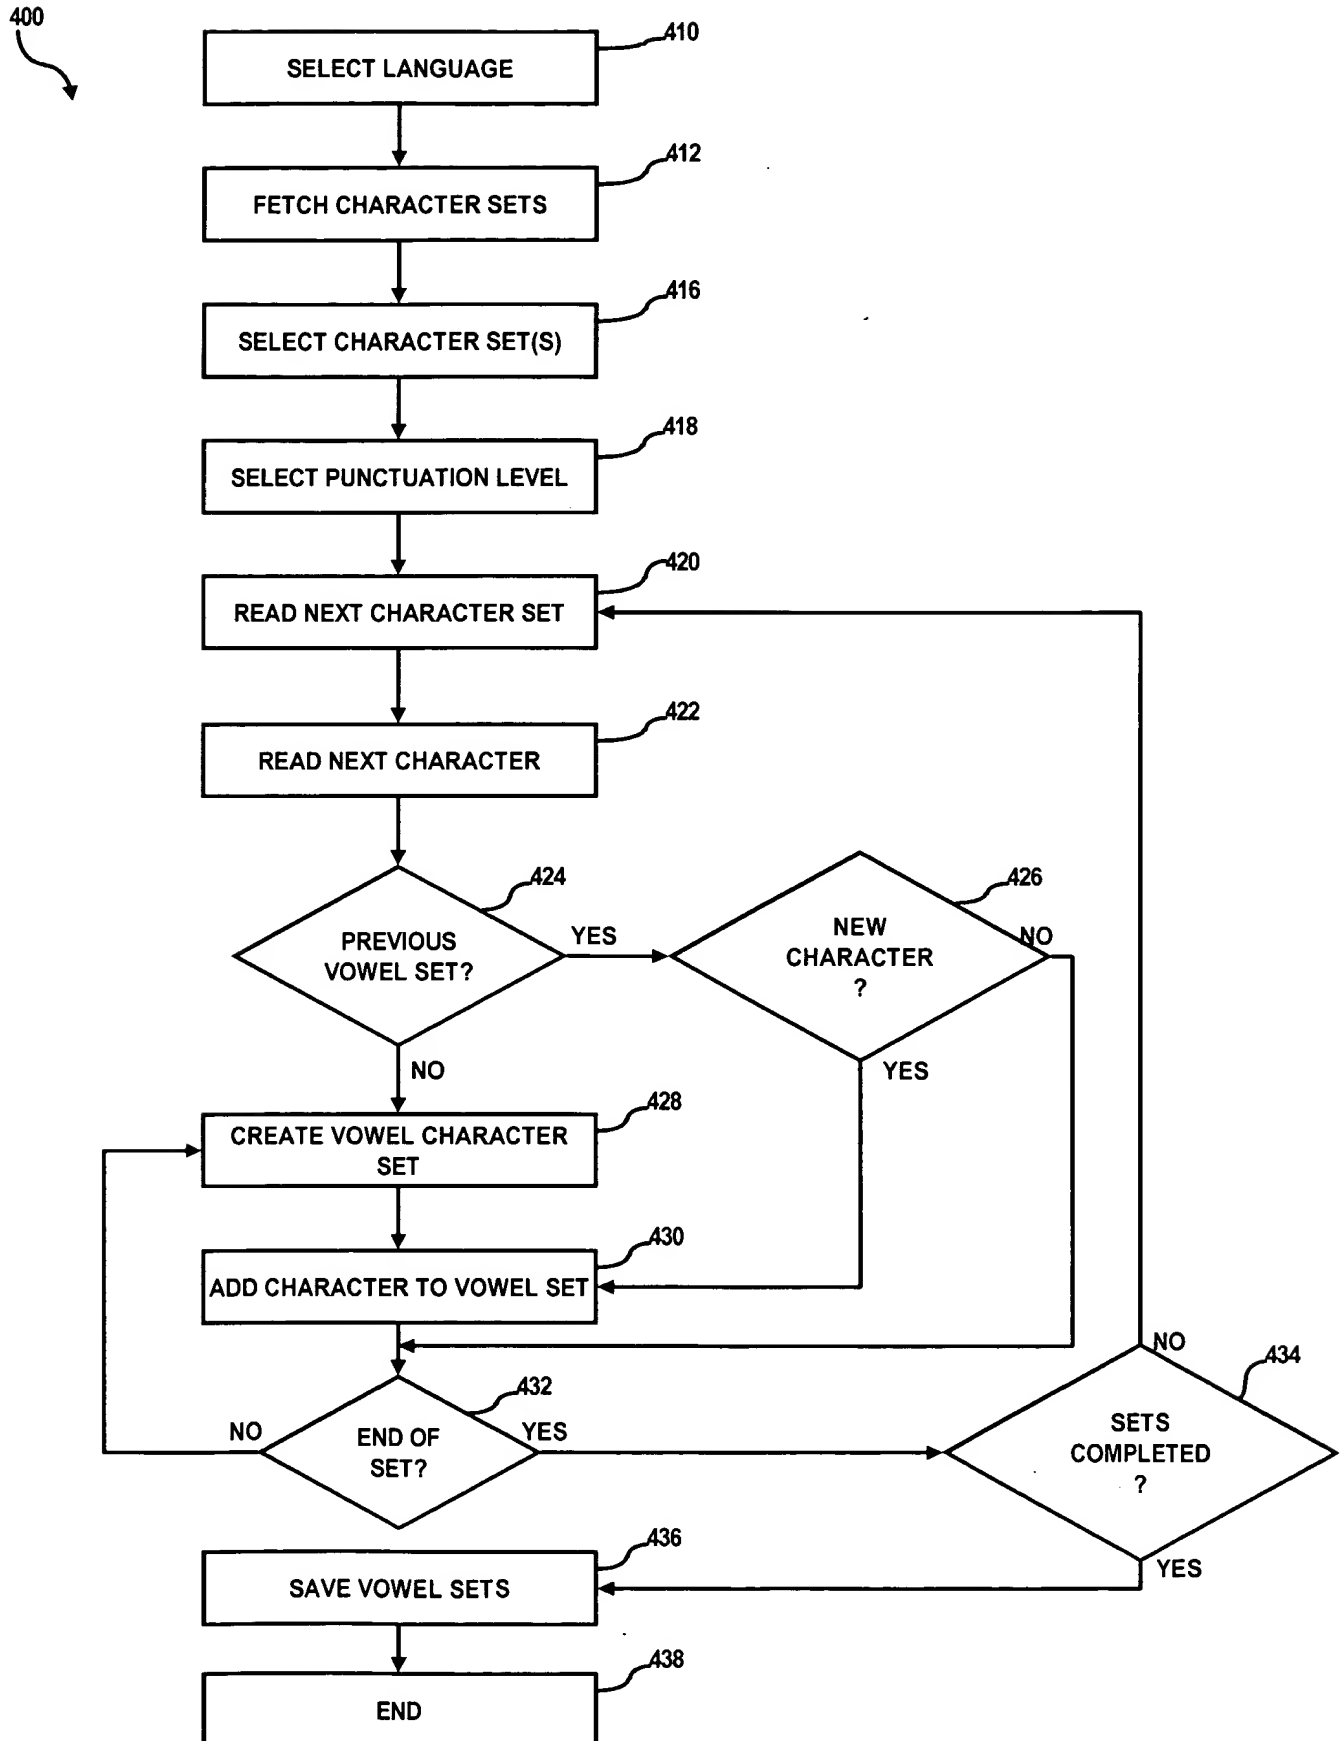 400
410
SELECT LANGUAGE
412
FETCH CHARACTER SETS
416
SELECT CHARACTER SET(S)
418
SELECT PUNCTUATION LEVEL
420
READ NEXT CHARACTER SET
422
READ NEXT CHARACTER
424
PREVIOUS
VOWEL SET?
YES
NO
426
NEW
CHARACTER
?
NO
YES
428
CREATE VOWEL CHARACTER
SET
430
ADD CHARACTER TO VOWEL SET
432
END OF
SET?
NO
YES
434
SETS
COMPLETED
?
NO
YES
436
SAVE VOWEL SETS
438
END